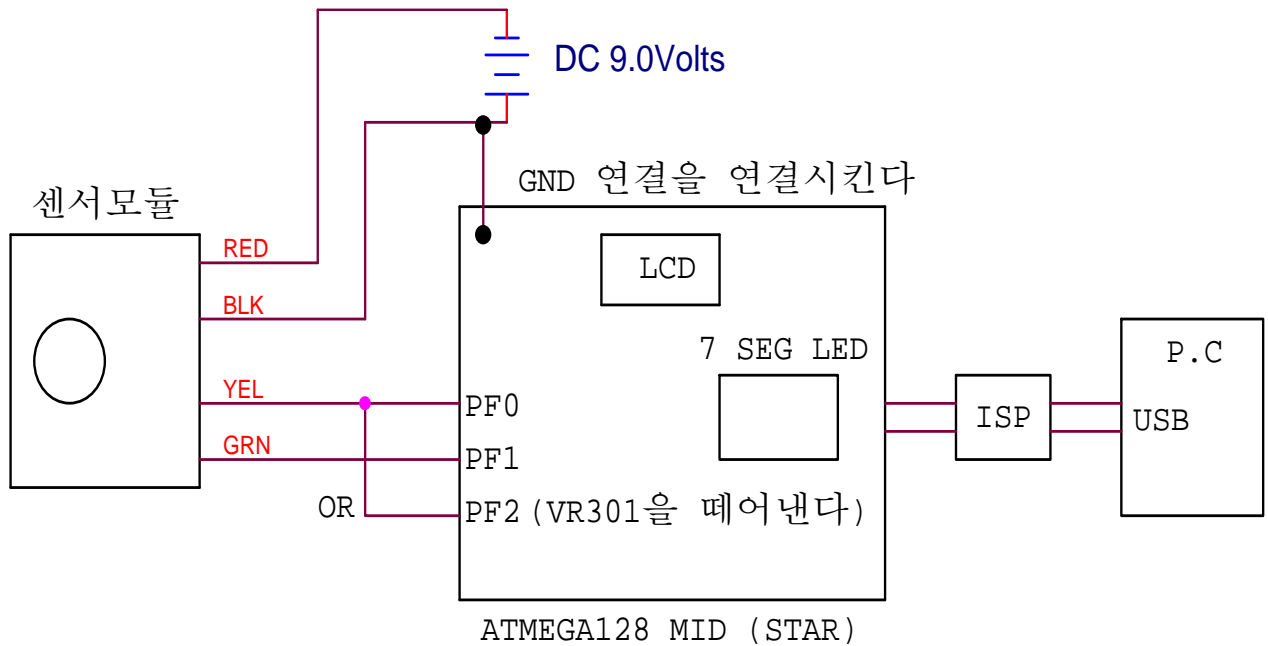 DC 9.0Volts
GND 연결을 연결시킨다
센서모듈
RED
LCD
BLK
7 SEG LED
P.C
YEL
PF0
ISP
USB
GRN
PF1
OR
PF2 (VR301을 떼어낸다)
ATMEGA128 MID (STAR)